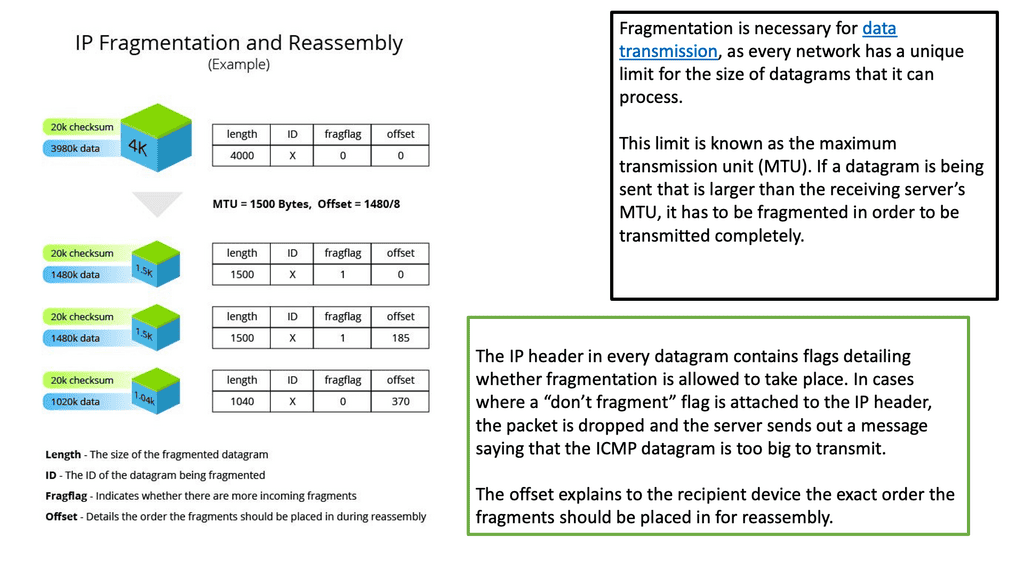 IP Fragmentation and Reassembly
(Example)
20k checksum
3980k data
4K
length ID fragflag offset
4000 X 0 0
MTU = 1500 Bytes, Offset = 1480/8
20k checksum
1480k data
1.5K
length ID fragflag offset
1500 X 1 0
20k checksum
1480k data
1.5K
length ID fragflag offset
1500 X 1 185
20k checksum
1020k data
1.04k
length ID fragflag offset
1040 X 0 370
Length - The size of the fragmented datagram
ID - The ID of the datagram being fragmented
Fragflag - Indicates whether there are more incoming fragments
Offset - Details the order the fragments should be placed in during reassembly
Fragmentation is necessary for data
transmission, as every network has a unique
limit for the size of datagrams that it can
process.
This limit is known as the maximum
transmission unit (MTU). If a datagram is being
sent that is larger than the receiving server’s
MTU, it has to be fragmented in order to be
transmitted completely.
The IP header in every datagram contains flags detailing
whether fragmentation is allowed to take place. In cases
where a “don’t fragment” flag is attached to the IP header,
the packet is dropped and the server sends out a message
saying that the ICMP datagram is too big to transmit.
The offset explains to the recipient device the exact order the
fragments should be placed in for reassembly.